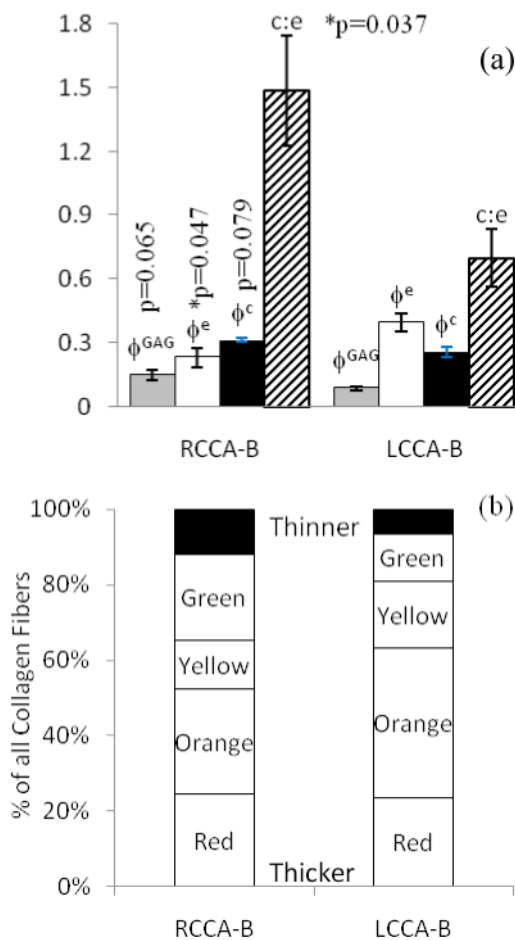 1.8
c:e *p=0.037
(a)
1.5
1.2
0.9
p=0.065
*p=0.047
p=0.079
c:e
0.6
ϕᵉ
0.3
ϕᴳᴬᴳ ϕᵉ ϕᶜ
ϕᴳᴬᴳ ϕᶜ
0
RCCA-B LCCA-B
(b)
% of all Collagen Fibers
100%
Thinner
80%
Green Green
60%
Yellow Yellow
40%
Orange Orange
20%
Red Red
Thicker
0%
RCCA-B LCCA-B